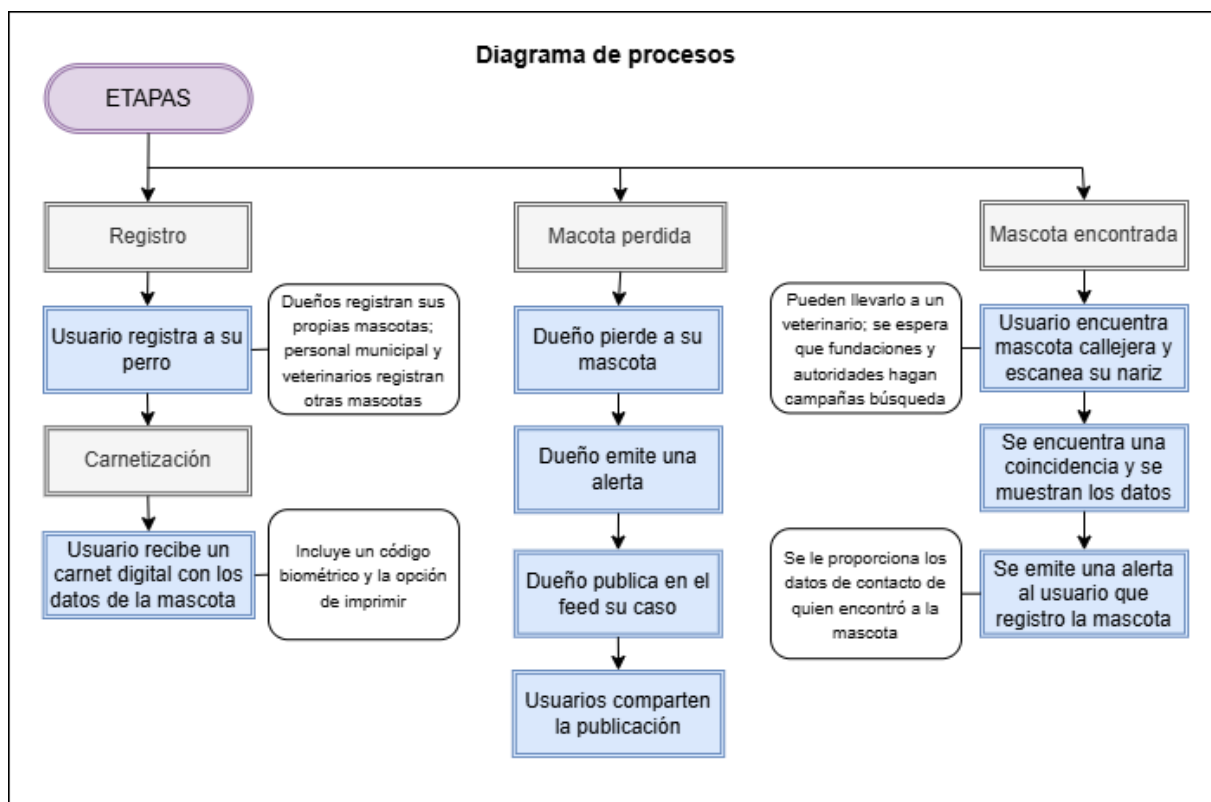 Diagrama de procesos
ETAPAS
Registro
Usuario registra a su
perro
Dueños registran sus
propias mascotas;
personal municipal y
veterinarios registran
otras mascotas
Carnetización
Usuario recibe un
carnet digital con los
datos de la mascota
Incluye un código
biométrico y la opción
de imprimir
Macota perdida
Dueño pierde a su
mascota
Dueño emite una
alerta
Dueño publica en el
feed su caso
Usuarios comparten
la publicación
Mascota encontrada
Pueden llevarlo a un
veterinario; se espera
que fundaciones y
autoridades hagan
campañas búsqueda
Usuario encuentra
mascota callejera y
escanea su nariz
Se encuentra una
coincidencia y se
muestran los datos
Se le proporciona los
datos de contacto de
quien encontró a la
mascota
Se emite una alerta
al usuario que
registro la mascota